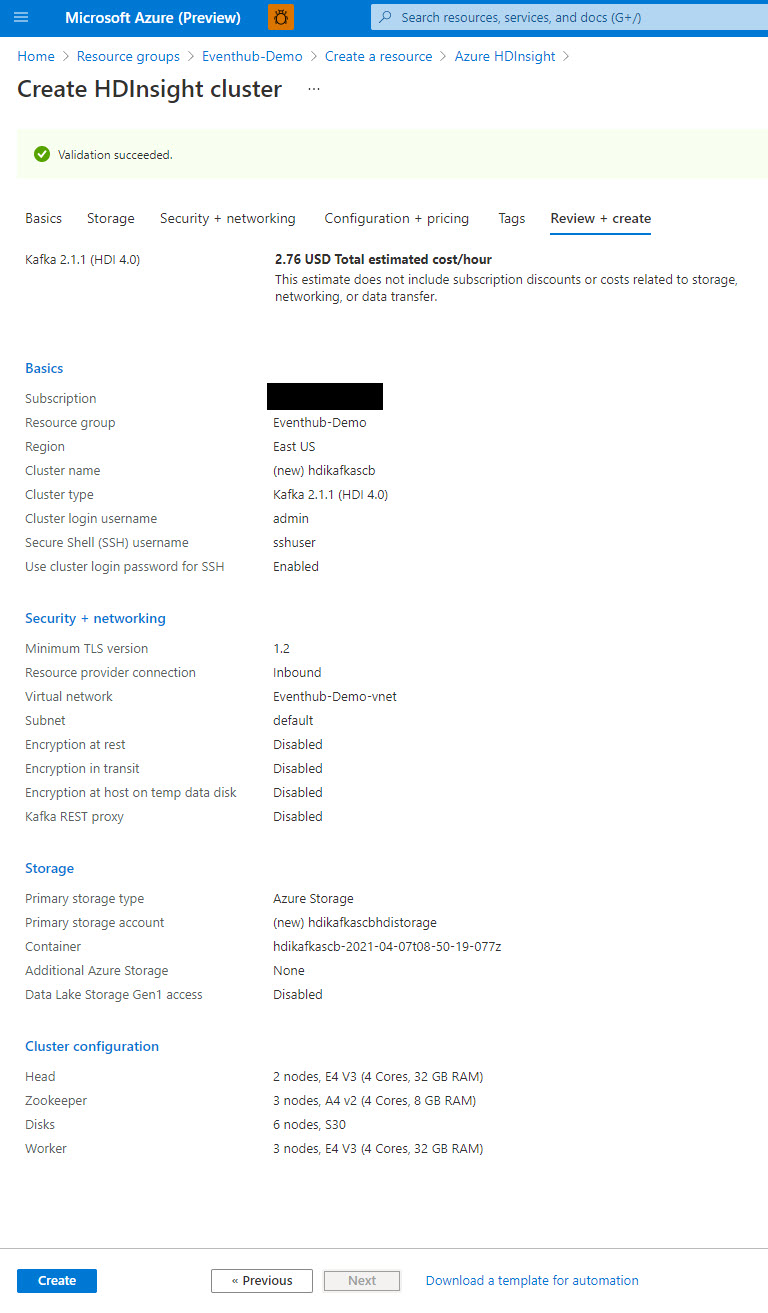 Microsoft Azure (Preview)
Search resources, services, and docs (G+/)
Home > Resource groups > Eventhub-Demo > Create a resource > Azure HDInsight >
Create HDInsight cluster ...
Validation succeeded.
Basics Storage Security + networking Configuration + pricing Tags Review + create
Kafka 2.1.1 (HDI 4.0)
2.76 USD Total estimated cost/hour
This estimate does not include subscription discounts or costs related to storage,
networking, or data transfer.
Basics
Subscription
Resource group Eventhub-Demo
Region East US
Cluster name (new) hdikafkascb
Cluster type Kafka 2.1.1 (HDI 4.0)
Cluster login username admin
Secure Shell (SSH) username sshuser
Use cluster login password for SSH Enabled
Security + networking
Minimum TLS version 1.2
Resource provider connection Inbound
Virtual network Eventhub-Demo-vnet
Subnet default
Encryption at rest Disabled
Encryption in transit Disabled
Encryption at host on temp data disk Disabled
Kafka REST proxy Disabled
Storage
Primary storage type Azure Storage
Primary storage account (new) hdikafkascbhdistorage
Container hdikafkascb-2021-04-07t08-50-19-077z
Additional Azure Storage None
Data Lake Storage Gen1 access Disabled
Cluster configuration
Head 2 nodes, E4 V3 (4 Cores, 32 GB RAM)
Zookeeper 3 nodes, A4 v2 (4 Cores, 8 GB RAM)
Disks 6 nodes, S30
Worker 3 nodes, E4 V3 (4 Cores, 32 GB RAM)
Create « Previous Next Download a template for automation